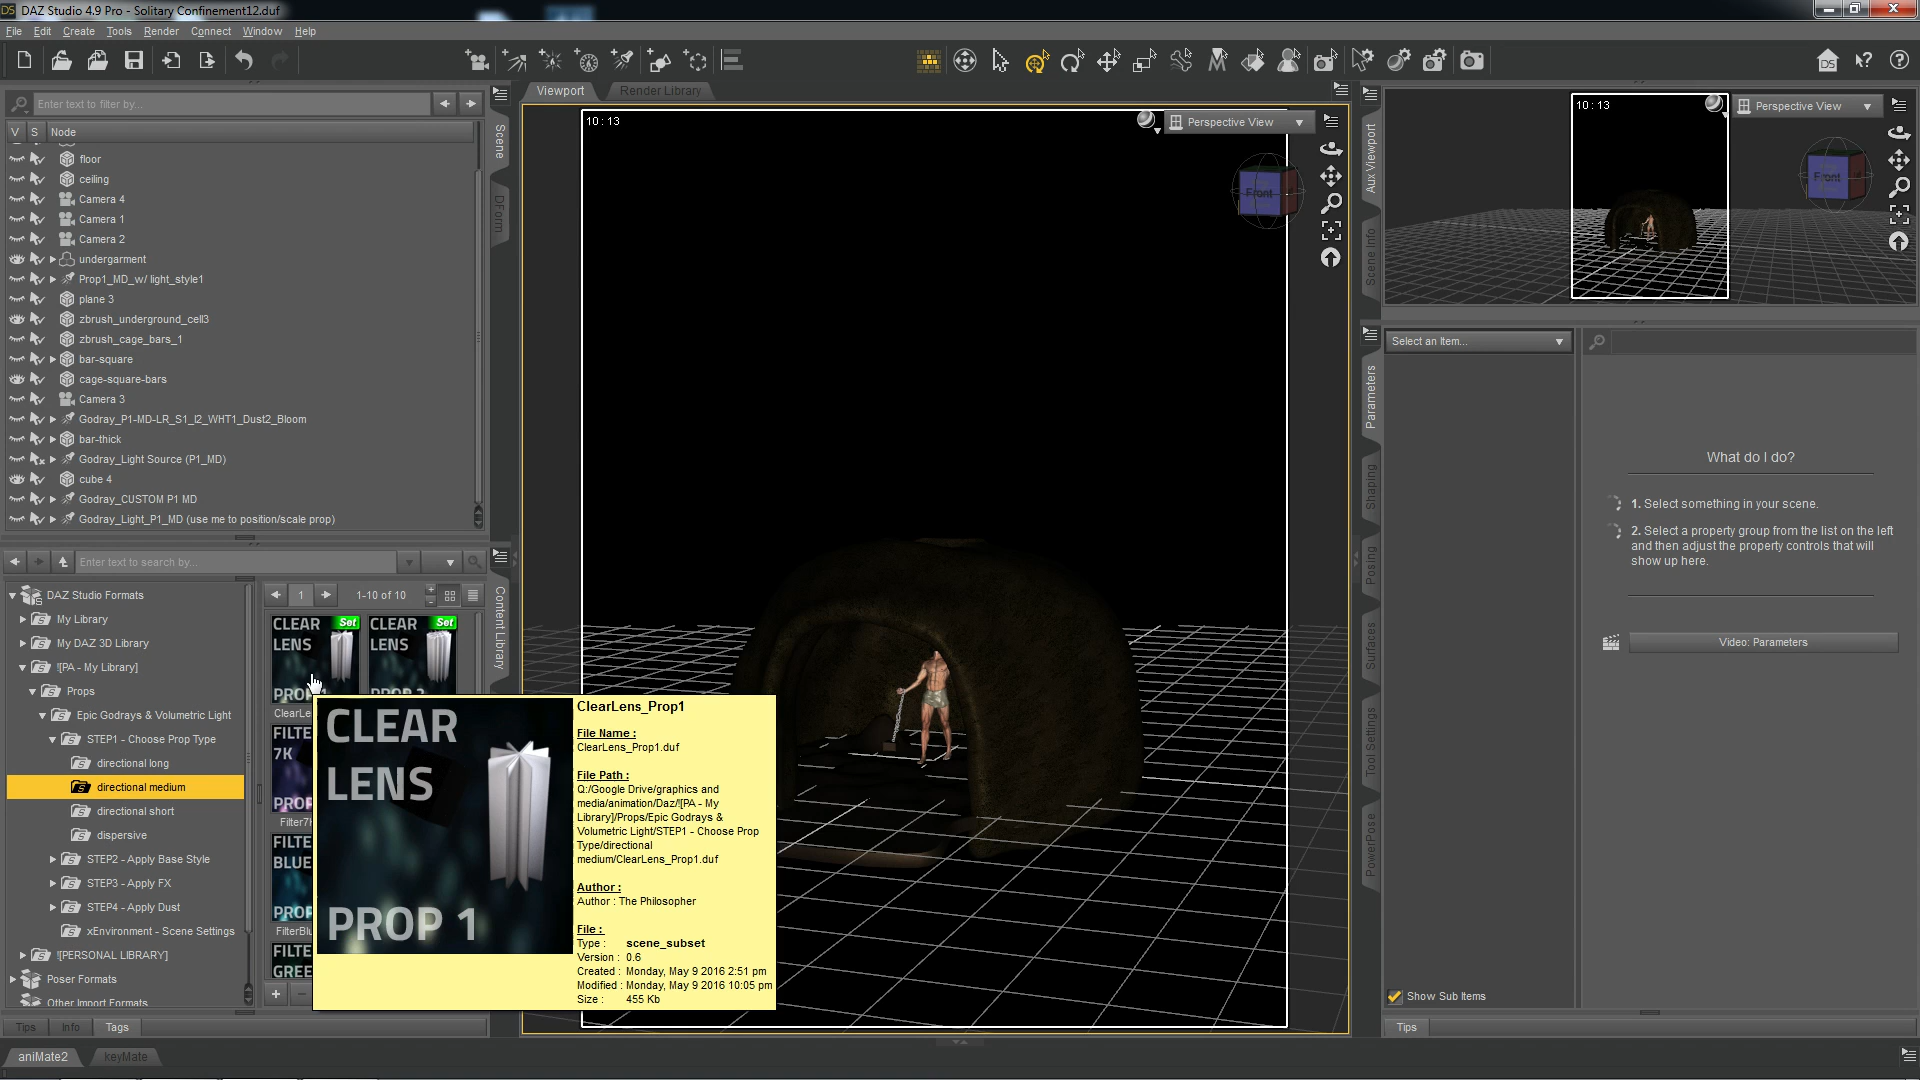 DAZ Studio 4.9 Pro - Solitary Confinement12.duf
File Edit Create Tools Render Connect Window Help
Enter text to filter by...
V S Node
floor
ceiling
Camera 4
Camera 1
Camera 2
undergarment
Prop1_MD_w/ light_style1
plane 3
zbrush_underground_cell3
zbrush_cage_bars_1
bar-square
cage-square-bars
Camera 3
Godray_P1-MD-LR_S1_I2_WHT1_Dust2_Bloom
bar-thick
Godray_Light Source (P1_MD)
cube 4
Godray_CUSTOM P1 MD
Godray_Light_P1_MD (use me to position/scale prop)
Scene
DForm
Enter text to search by...
DAZ Studio Formats
My Library
My DAZ 3D Library
![PA - My Library]
Props
Epic Godrays & Volumetric Light
STEP1 - Choose Prop Type
directional long
directional medium
directional short
dispersive
STEP2 - Apply Base Style
STEP3 - Apply FX
STEP4 - Apply Dust
xEnvironment - Scene Settings
![PERSONAL LIBRARY]
Poser Formats
Other Import Formats
Tips Info Tags
aniMate2 keyMate
1
1-10 of 10
CLEAR LENS Set
CLEAR LENS Set
Content Library
CLEAR
LENS
PROP 1
ClearLens_Prop1
File Name :
ClearLens_Prop1.duf
File Path :
Q:/Google Drive/graphics and
media/animation/Daz/![PA - My
Library]/Props/Epic Godrays &
Volumetric Light/STEP1 - Choose Prop
Type/directional
medium/ClearLens_Prop1.duf
Author :
Author : The Philosopher
File :
Type : scene_subset
Version : 0.6
Created : Monday, May 9 2016 2:51 pm
Modified : Monday, May 9 2016 10:05 pm
Size : 455 Kb
Viewport Render Library
10 : 13
Perspective View
Front
Aux Viewport
Scene Info
10 : 13
Perspective View
Front
Parameters
Shaping
Posing
Surfaces
Tool Settings
PowerPose
Select an Item...
What do I do?
1. Select something in your scene.
2. Select a property group from the list on the left
and then adjust the property controls that will
show up here.
Video: Parameters
Show Sub Items
Tips